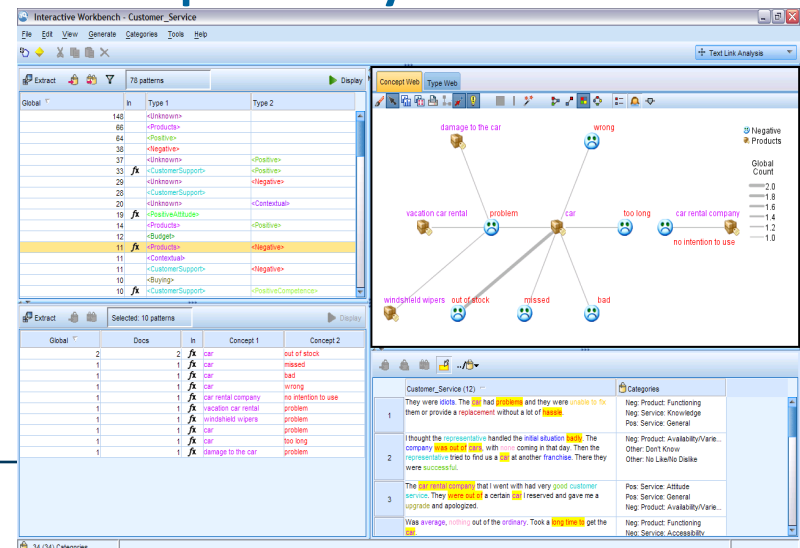 Interactive Workbench - Customer_Service
File Edit View Generate Categories Tools Help
Text Link Analysis
Extract 78 patterns Display
Global In Type 1 Type 2
148 <Unknown>
66 <Products>
64 <Positive>
38 <Negative>
37 <Unknown> <Positive>
33 fx <CustomerSupport> <Positive>
29 <Unknown> <Negative>
28 <CustomerSupport>
20 <Unknown> <Contextual>
19 fx <PositiveAttitude>
14 <Products> <Positive>
12 <Budget>
11 fx <Products> <Negative>
11 <Contextual>
11 <CustomerSupport> <Negative>
10 <Buying>
10 fx <CustomerSupport> <PositiveCompetence>
Concept Web Type Web
damage to the car wrong
Negative
Products
Global
Count
2.0
1.8
1.6
1.4
1.2
1.0
vacation car rental problem car too long car rental company
no intention to use
windshield wipers out of stock missed bad
Extract Selected: 10 patterns Display
Global Docs In Concept 1 Concept 2
2 2 fx car out of stock
1 1 fx car missed
1 1 fx car bad
1 1 fx car wrong
1 1 fx car rental company no intention to use
1 1 fx vacation car rental problem
1 1 fx windshield wipers problem
1 1 fx car problem
1 1 fx car too long
1 1 fx damage to the car problem
Customer_Service (12) Categories
1
They were idiots. The car had problems and they were unable to fix
them or provide a replacement without a lot of hassle.
Neg: Product: Functioning
Neg: Service: Knowledge
Pos: Service: General
2
I thought the representative handled the initial situation badly. The
company was out of cars, with none coming in that day. Then the
representative tried to find us a car at another franchise. There they
were successful.
Neg: Product: Availability/Varie...
Other: Don't Know
Other: No Like/No Dislike
3
The car rental company that I went with had very good customer
service. They were out of a certain car I reserved and gave me a
upgrade and apologized.
Pos: Service: Attitude
Pos: Service: General
Neg: Product: Availability/Varie...
Was average, nothing out of the ordinary. Took a long time to get the
car.
Neg: Product: Functioning
Neg: Service: Accessibility
34 (34) Categories